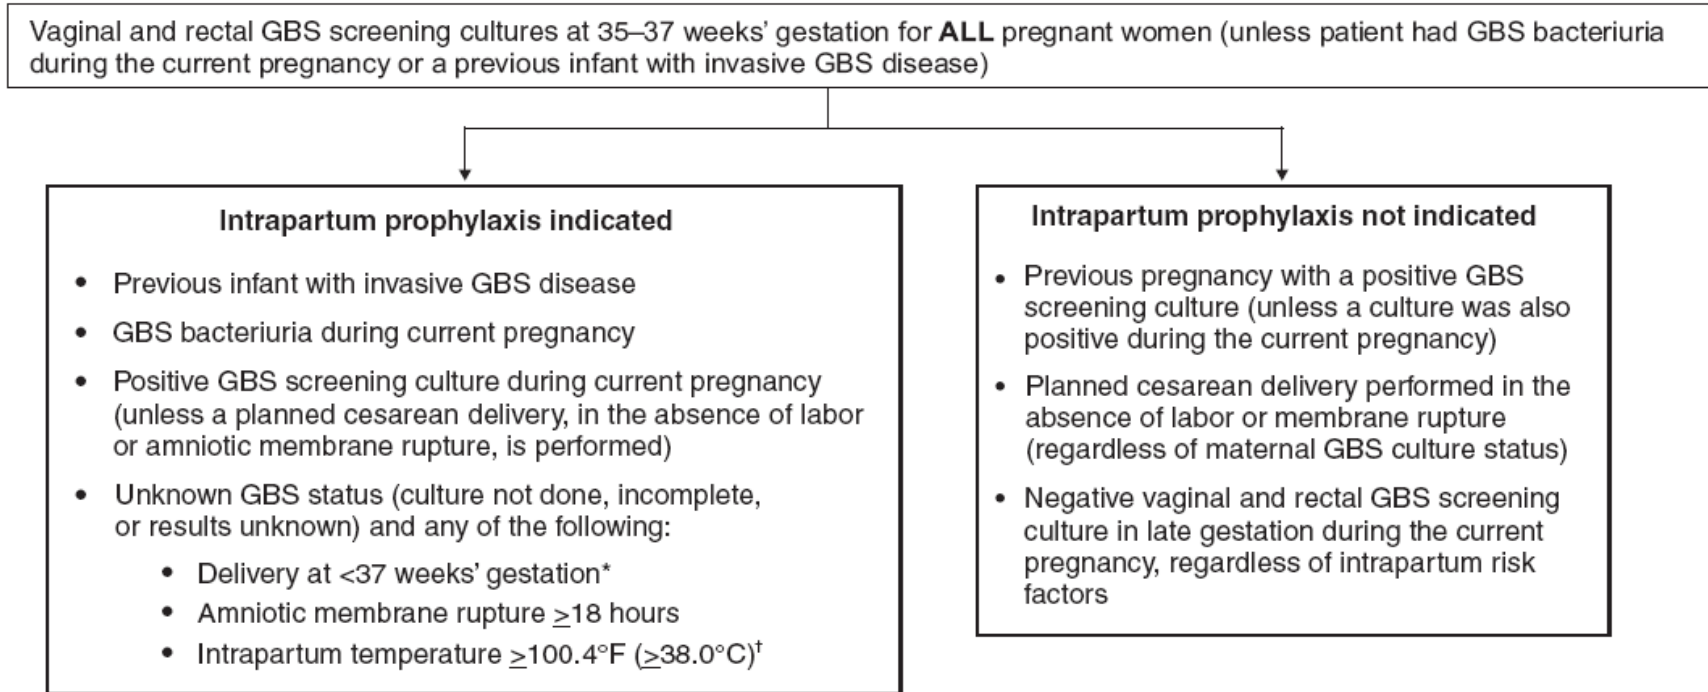 Vaginal and rectal GBS screening cultures at 35–37 weeks' gestation for ALL pregnant women (unless patient had GBS bacteriuria
during the current pregnancy or a previous infant with invasive GBS disease)
Intrapartum prophylaxis indicated
• Previous infant with invasive GBS disease
• GBS bacteriuria during current pregnancy
• Positive GBS screening culture during current pregnancy
(unless a planned cesarean delivery, in the absence of labor
or amniotic membrane rupture, is performed)
• Unknown GBS status (culture not done, incomplete,
or results unknown) and any of the following:
• Delivery at <37 weeks' gestation*
• Amniotic membrane rupture ≥18 hours
• Intrapartum temperature ≥100.4°F (≥38.0°C)†
Intrapartum prophylaxis not indicated
• Previous pregnancy with a positive GBS
screening culture (unless a culture was also
positive during the current pregnancy)
• Planned cesarean delivery performed in the
absence of labor or membrane rupture
(regardless of maternal GBS culture status)
• Negative vaginal and rectal GBS screening
culture in late gestation during the current
pregnancy, regardless of intrapartum risk
factors